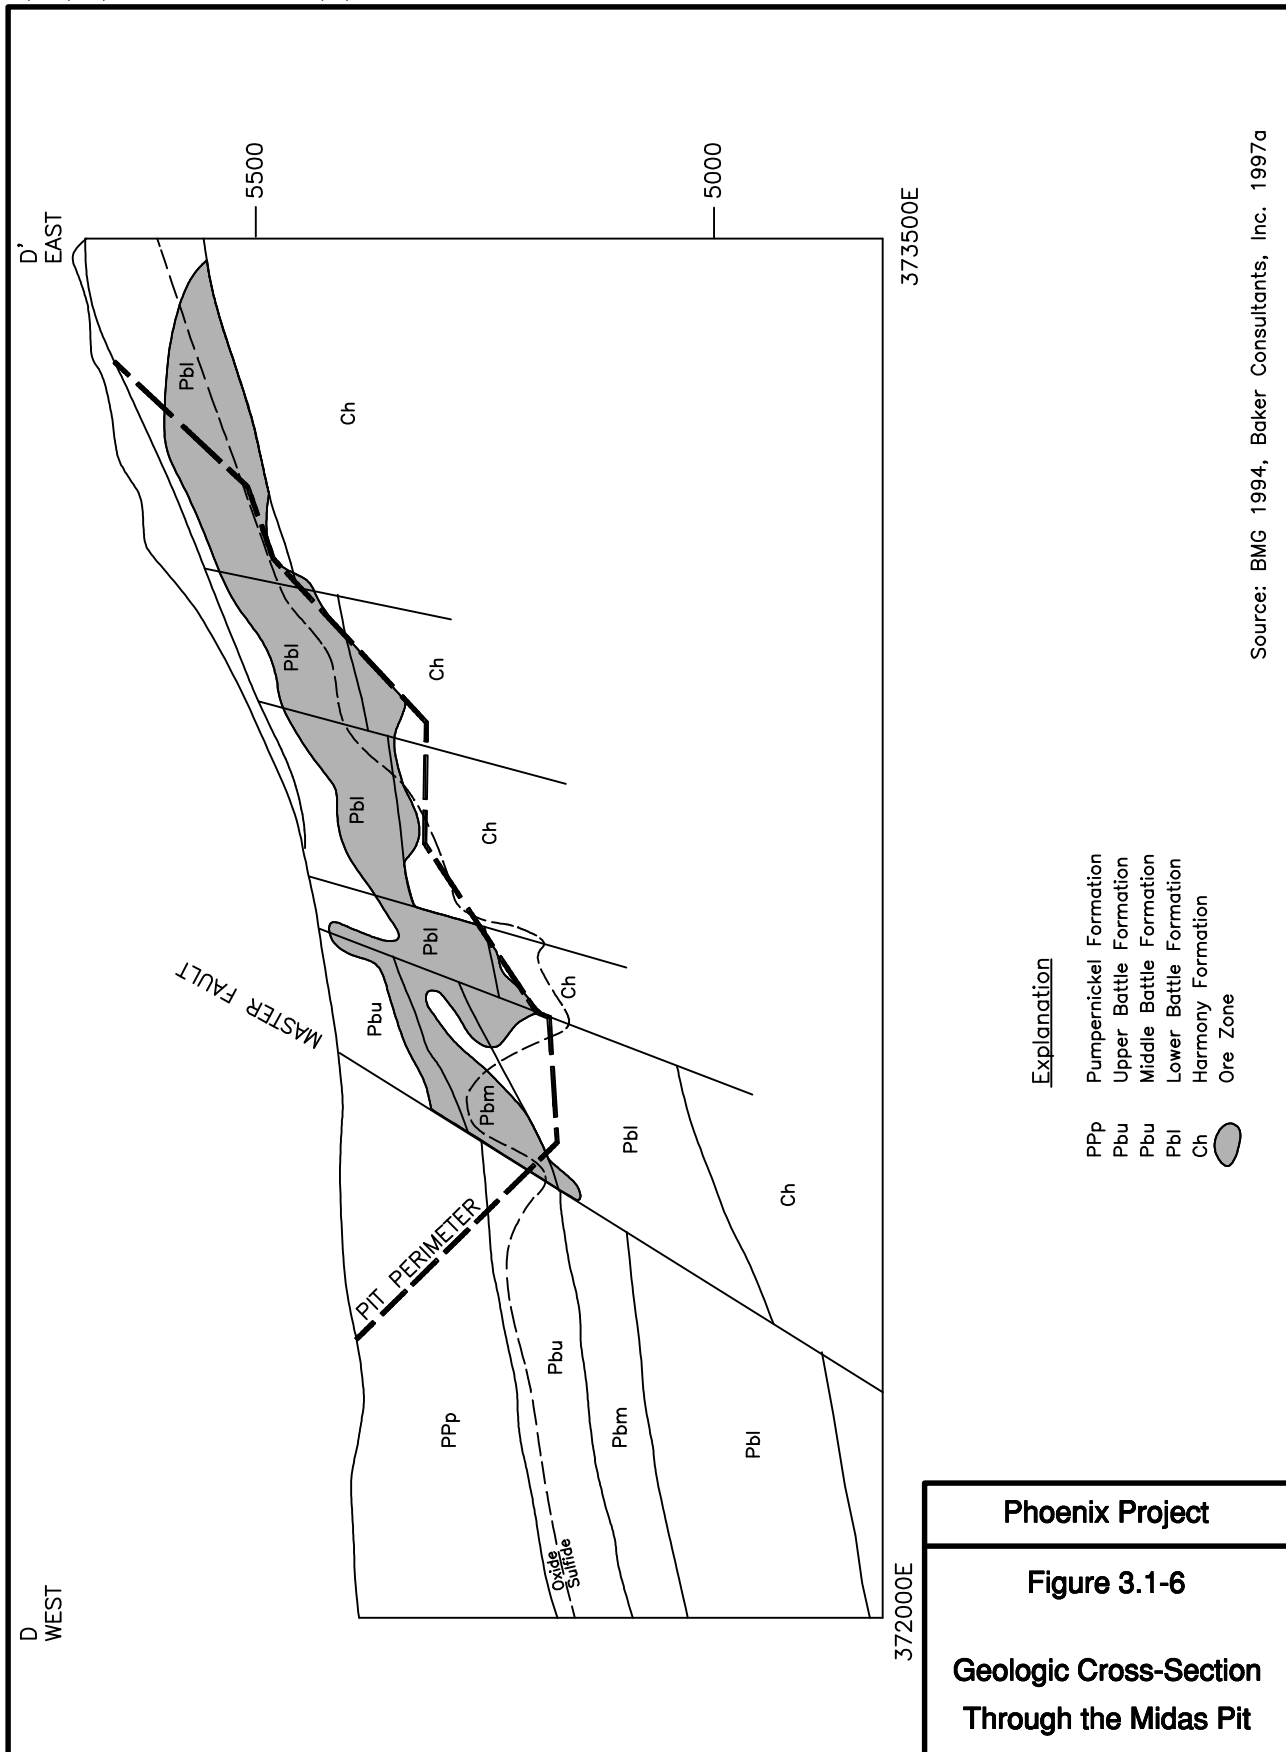 D
WEST
D'
EAST
5500
5000
373500E
372000E
MASTER FAULT
PIT PERIMETER
Oxide
Sulfide
PPp
Pbu
Pbm
Pbl
Pbu
Pbm
Pbl
Ch
Pbl
Ch
Pbl
Ch
Pbl
Ch
Pbl
Ch
Explanation
PPp Pumpernickel Formation
Pbu Upper Battle Formation
Pbu Middle Battle Formation
Pbl Lower Battle Formation
Ch Harmony Formation
Ore Zone
Source: BMG 1994, Baker Consultants, Inc. 1997a
Phoenix Project
Figure 3.1-6
Geologic Cross-Section
Through the Midas Pit